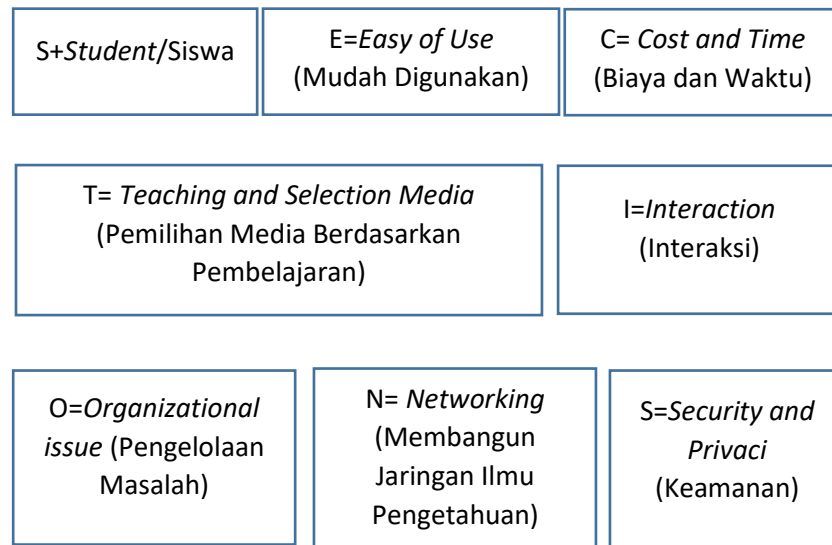 S+Student/Siswa
E=Easy of Use
(Mudah Digunakan)
C= Cost and Time
(Biaya dan Waktu)
T= Teaching and Selection Media
(Pemilihan Media Berdasarkan
Pembelajaran)
I=Interaction
(Interaksi)
O=Organizational
issue (Pengelolaan
Masalah)
N= Networking
(Membangun
Jaringan Ilmu
Pengetahuan)
S=Security and
Privaci
(Keamanan)